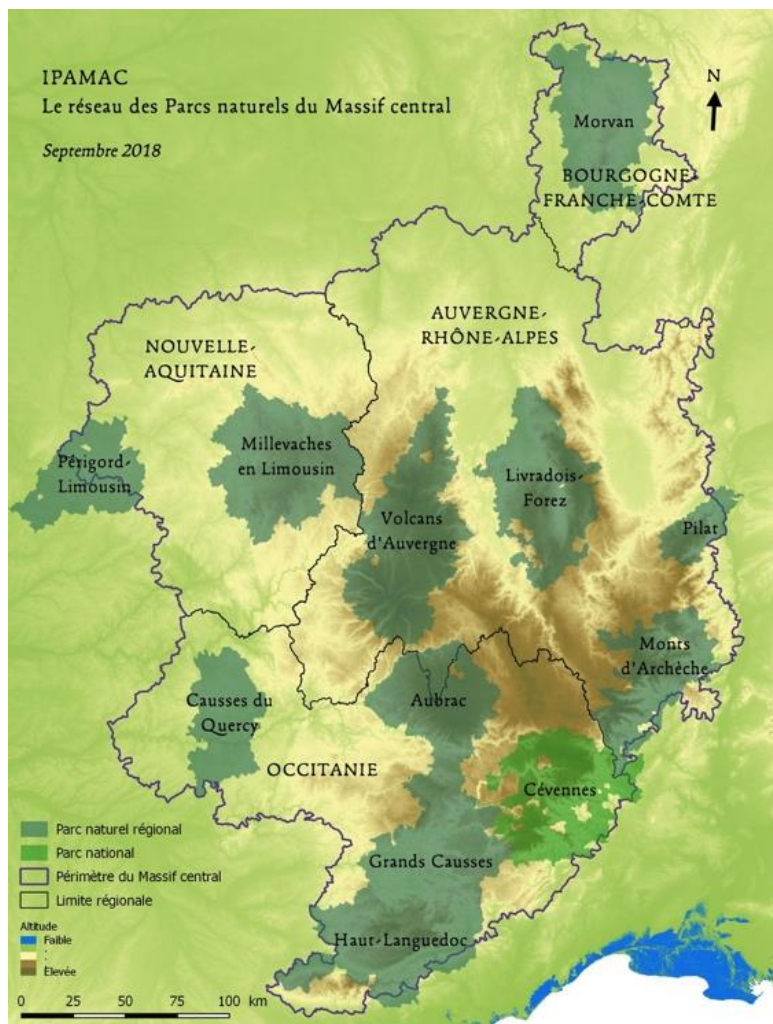 IPAMAC
Le réseau des Parcs naturels du Massif central
Septembre 2018
N
Morvan
BOURGOGNE-
FRANCHE-COMTE
AUVERGNE-
RHÔNE-ALPES
NOUVELLE-
AQUITAINE
Périgord-
Limousin
Millevaches
en Limousin
Livradois-
Forez
Volcans
d'Auvergne
Pilat
Monts
d'Archèche
Aubrac
Causses du
Quercy
OCCITANIE
Cévennes
Grands Causses
Haut-Languedoc
Parc naturel régional
Parc national
Périmètre du Massif central
Limite régionale
Altitude
Faible
Elevée
0 25 50 75 100 km